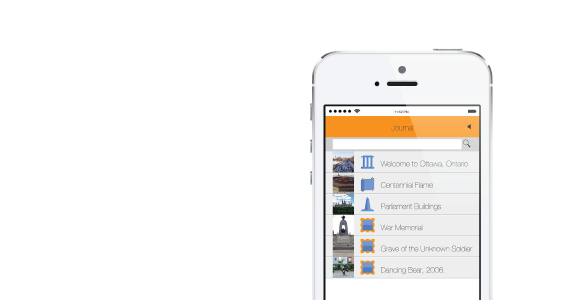 Journal
Welcome to Ottawa, Ontario
Centennial Flame
Parliament Buildings
War Memorial
Grave of the Unknown Soldier
Dancing Bear, 2006